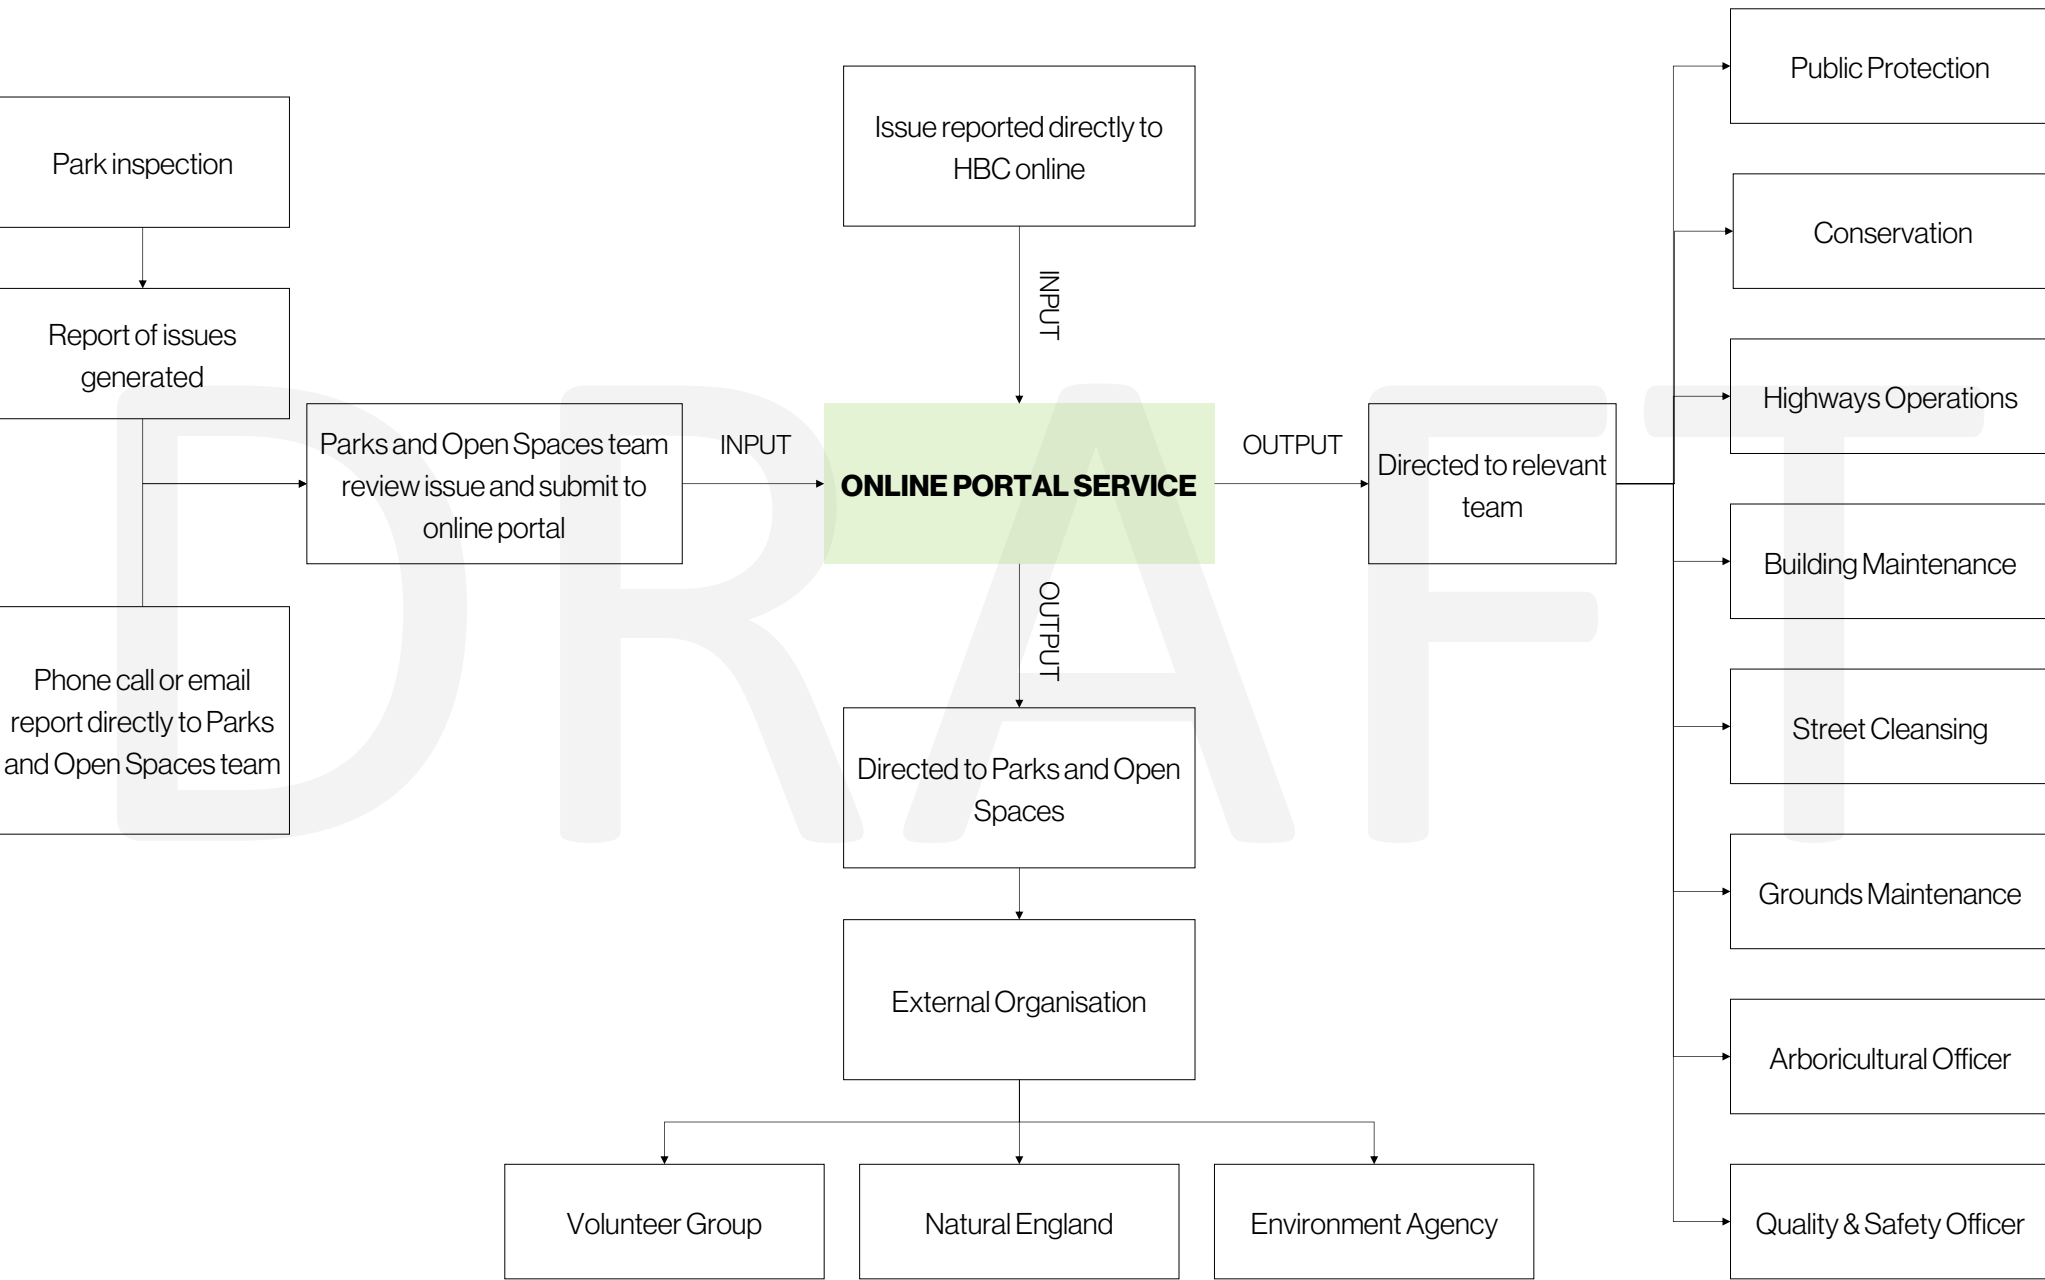 Park inspection
Report of issues
generated
Phone call or email
report directly to Parks
and Open Spaces team
Parks and Open Spaces team
review issue and submit to
online portal
INPUT
Issue reported directly to
HBC online
INPUT
ONLINE PORTAL SERVICE
OUTPUT
Directed to relevant
team
OUTPUT
Directed to Parks and Open
Spaces
External Organisation
Volunteer Group
Natural England
Environment Agency
Public Protection
Conservation
Highways Operations
Building Maintenance
Street Cleansing
Grounds Maintenance
Arboricultural Officer
Quality & Safety Officer
DRAFT